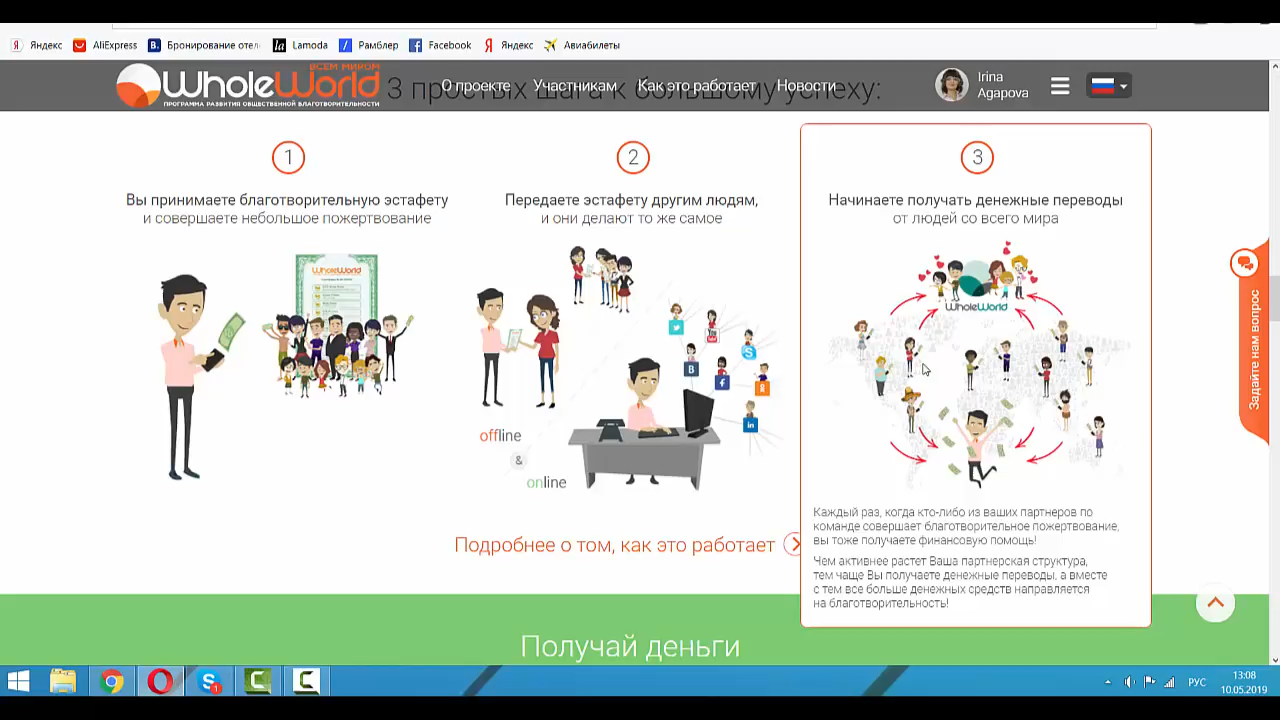 Яндекс
AliExpress
Бронирование отел
Lamoda
Рамблер
Facebook
Яндекс
Авиабилеты
ВСЕМ МИРОМ
WholeWorld
ПРОГРАММА РАЗВИТИЯ ОБЩЕСТВЕННОЙ БЛАГОТВОРИТЕЛЬНОСТИ
3 простых шага к большому успеху:
О проекте
Участникам
Как это работает
Новости
Irina
Agapova
1
Вы принимаете благотворительную эстафету
и совершаете небольшое пожертвование
WholeWorld
2
Передаете эстафету другим людям,
и они делают то же самое
offline
&
online
3
Начинаете получать денежные переводы
от людей со всего мира
WholeWorld
Каждый раз, когда кто-либо из ваших партнеров по
команде совершает благотворительное пожертвование,
вы тоже получаете финансовую помощь!
Чем активнее растет Ваша партнерская структура,
тем чаще Вы получаете денежные переводы, а вместе
с тем все больше денежных средств направляется
на благотворительность!
Подробнее о том, как это работает
Задайте нам вопрос
Получай деньги
РУС
13:08
10.05.2019